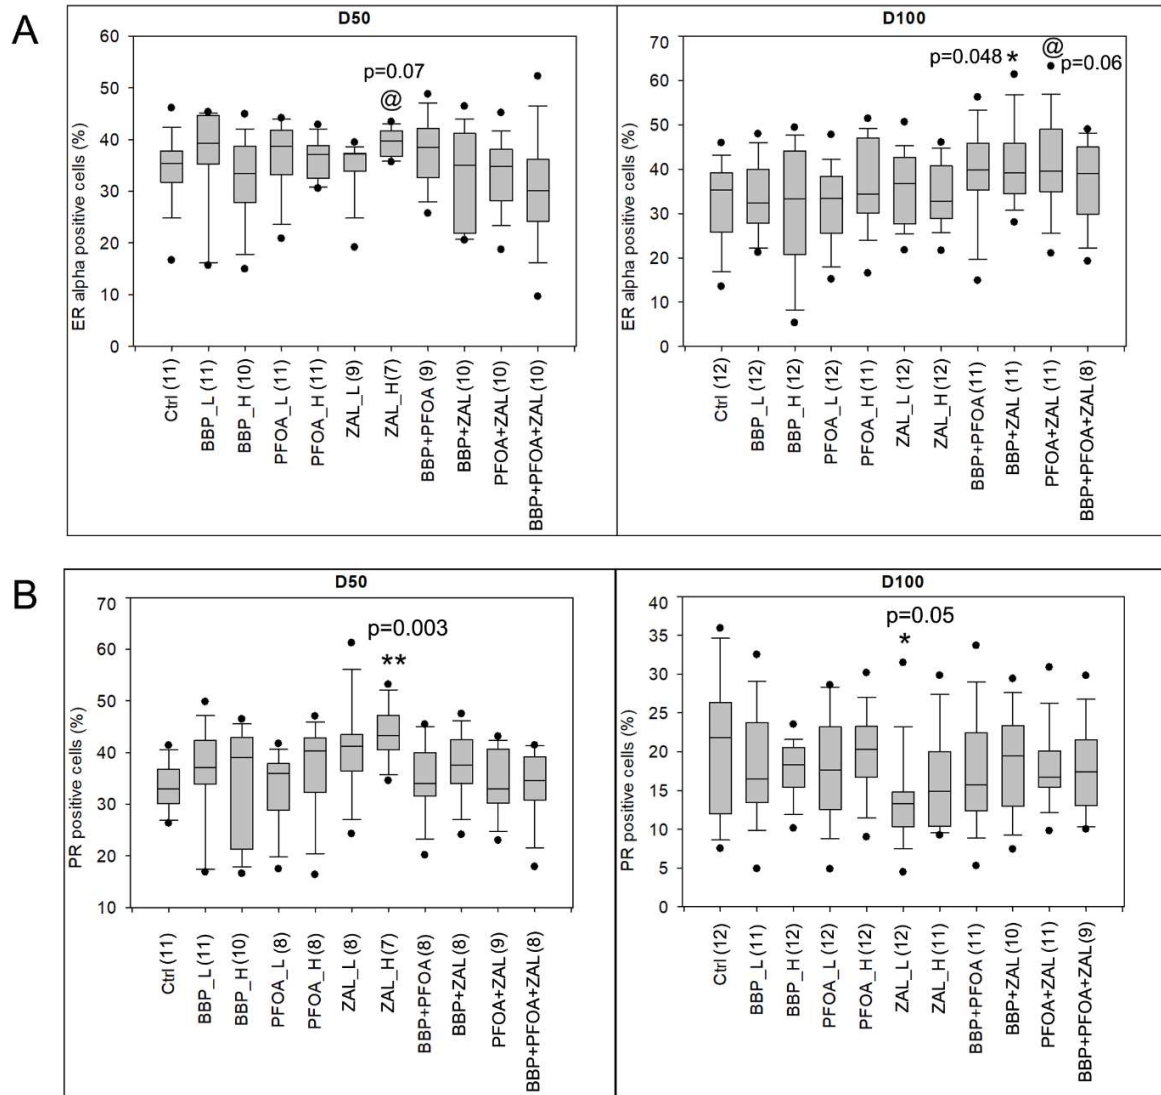 A
D50
ER alpha positive cells (%)
60
50
40
30
20
10
0
p=0.07
@
Ctrl (11)
BBP_L (11)
BBP_H (10)
PFOA_L (11)
PFOA_H (11)
ZAL_L (9)
ZAL_H(7)
BBP+PFOA (9)
BBP+ZAL (10)
PFOA+ZAL (10)
BBP+PFOA+ZAL (10)
D100
ER alpha positive cells (%)
70
60
50
40
30
20
10
0
p=0.048
*
@
p=0.06
Ctrl (12)
BBP_L (12)
BBP_H (12)
PFOA_L (12)
PFOA_H (11)
ZAL_L (12)
ZAL_H (12)
BBP+PFOA (11)
BBP+ZAL (11)
PFOA+ZAL (11)
BBP+PFOA+ZAL (8)
B
D50
PR positive cells (%)
70
60
50
40
30
20
10
p=0.003
**
Ctrl (11)
BBP_L (11)
BBP_H (10)
PFOA_L (8)
PFOA_H (8)
ZAL_L (8)
ZAL_H (7)
BBP+PFOA (8)
BBP+ZAL (8)
PFOA+ZAL (9)
BBP+PFOA+ZAL (8)
D100
PR positive cells (%)
40
35
30
25
20
15
10
5
0
p=0.05
*
Ctrl (12)
BBP_L (11)
BBP_H (12)
PFOA_L (12)
PFOA_H (12)
ZAL_L (12)
ZAL_H (11)
BBP+PFOA (11)
BBP+ZAL (10)
PFOA+ZAL (11)
BBP+PFOA+ZAL (9)